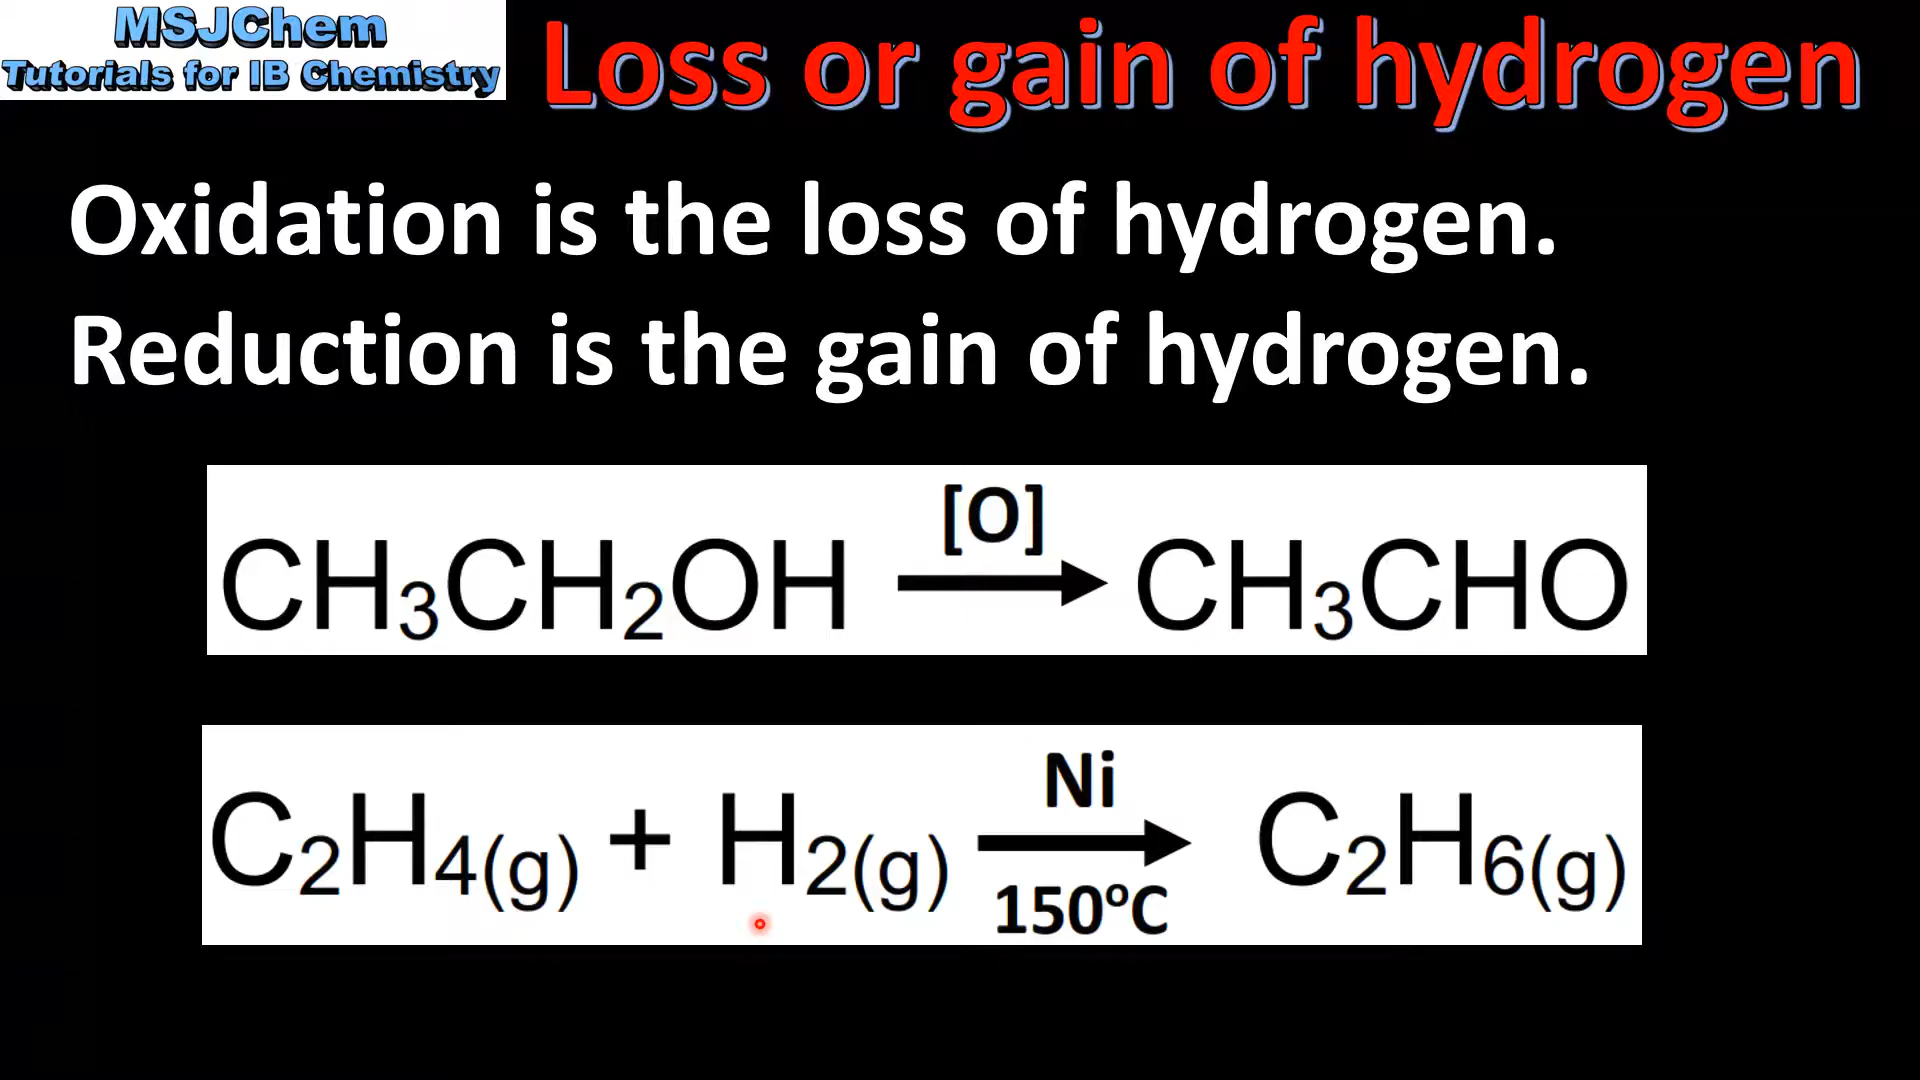 MSJChem
Tutorials for IB Chemistry
Loss or gain of hydrogen
Oxidation is the loss of hydrogen.
Reduction is the gain of hydrogen.
[O]
CH₃CH₂OH → CH₃CHO
Ni
C₂H₄(g) + H₂(g) → C₂H₆(g)
150°C